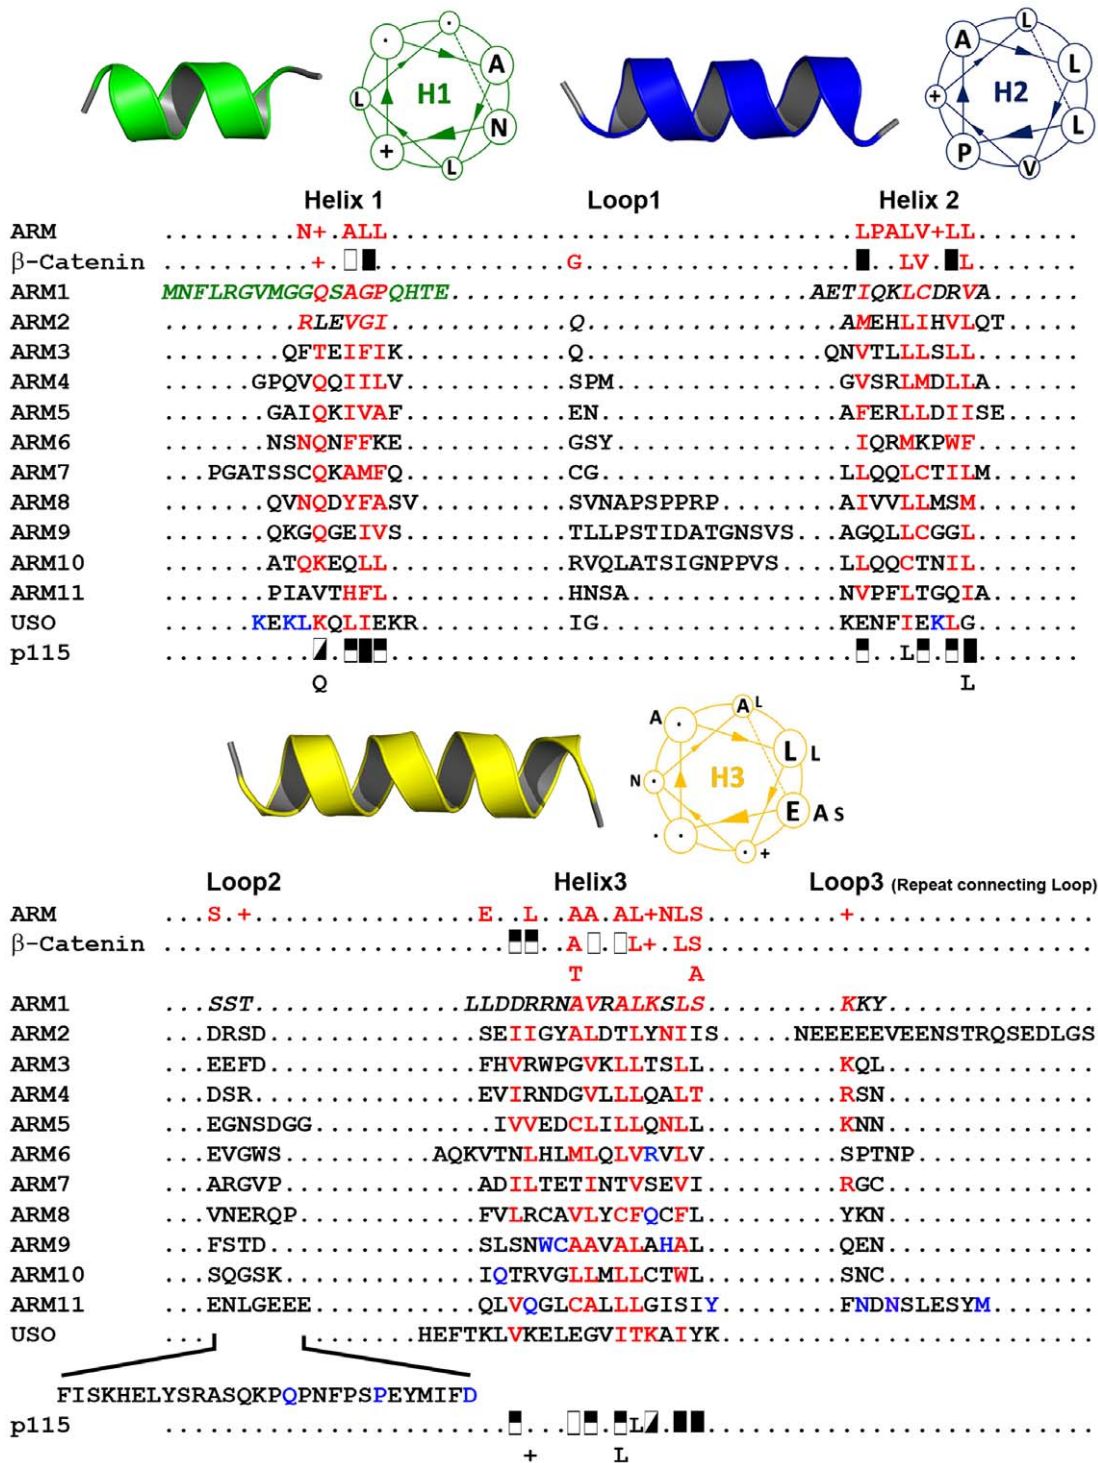 · · A L H1 N + L
L A L + H2 L P V
Helix 1 Loop1 Helix 2
ARM ...N+.ALL... ...LPALV+LL...
β-Catenin ...+.... G ...LV.. L...
ARM1 MNFLRGVMGGQSAGPQHTE... ...AETIQKLCDRVA...
ARM2 ...RLEVGI... Q ...AMEHLIHVLQT...
ARM3 ...QFTEIFIK... Q ...QNVTLLLSLL...
ARM4 ...GPQVQQIILV... SPM ...GVSRLMDLLA...
ARM5 ...GAIQKIVAF... EN ...AFERLLDIISE...
ARM6 ...NSNQNFFKE... GSY ...IQRMKPWF...
ARM7 ...PGATSSCQKAMFQ... CG ...LLQQLCTILM...
ARM8 ...QVNQDYFASV... SVNAPSPPRP ...AIVVLLMSM...
ARM9 ...QKGQGEIVS... TLLPSTIDATGNSVS ...AGQLLCGGL...
ARM10 ...ATQKEQLL... RVQLATSIGNPPVS ...LLQQCTNIL...
ARM11 ...PIAVTHFL... HNSA ...NVPFLTGQIA...
USO ...KEKLKQLIEKR... IG ...KENFIEKLG...
p115 ... L ...
Q L
A · A L L L N · H3 E A S · · · +
Loop2 Helix3 Loop3 (Repeat connecting Loop)
ARM ...S.+... E..L..AA.AL+NLS... +...
β-Catenin ... A . L+.LS...
T A
ARM1 ...SST... LLDDRRNAVRALKSLS... KKY...
ARM2 ...DRSD... SEIIGYALDTLYNIIS... NEEEEEVEENSTRQSEDLGS
ARM3 ...EEFD... FHVRWPGVKLLTSLL... KQL...
ARM4 ...DSR... EVIRNDGVLLLQALT... RSN...
ARM5 ...EGNSDGG... IVVEDCLILLQNLL... KNN...
ARM6 ...EVGWS... AQKVTNLHLMLQLVRVLV... SPTNP...
ARM7 ...ARGVP... ADILTETINTVSEVI... RGC...
ARM8 ...VNERQP... FVLRCAVLYCFQCFL... YKN...
ARM9 ...FSTD... SLSNWCAAVALAHAL... QEN...
ARM10 ...SQGSK... IQTRVGLLMLLCTWL... SNC...
ARM11 ...ENLGEEE... QLVQGLCALLLGISIY... FNDNSLESYM...
USO ... HEFTKLVKELEGVITKAIYK...
FISKHELYSRASQKPQPNFPSPEYMIFD
p115 ... L ...
+ L